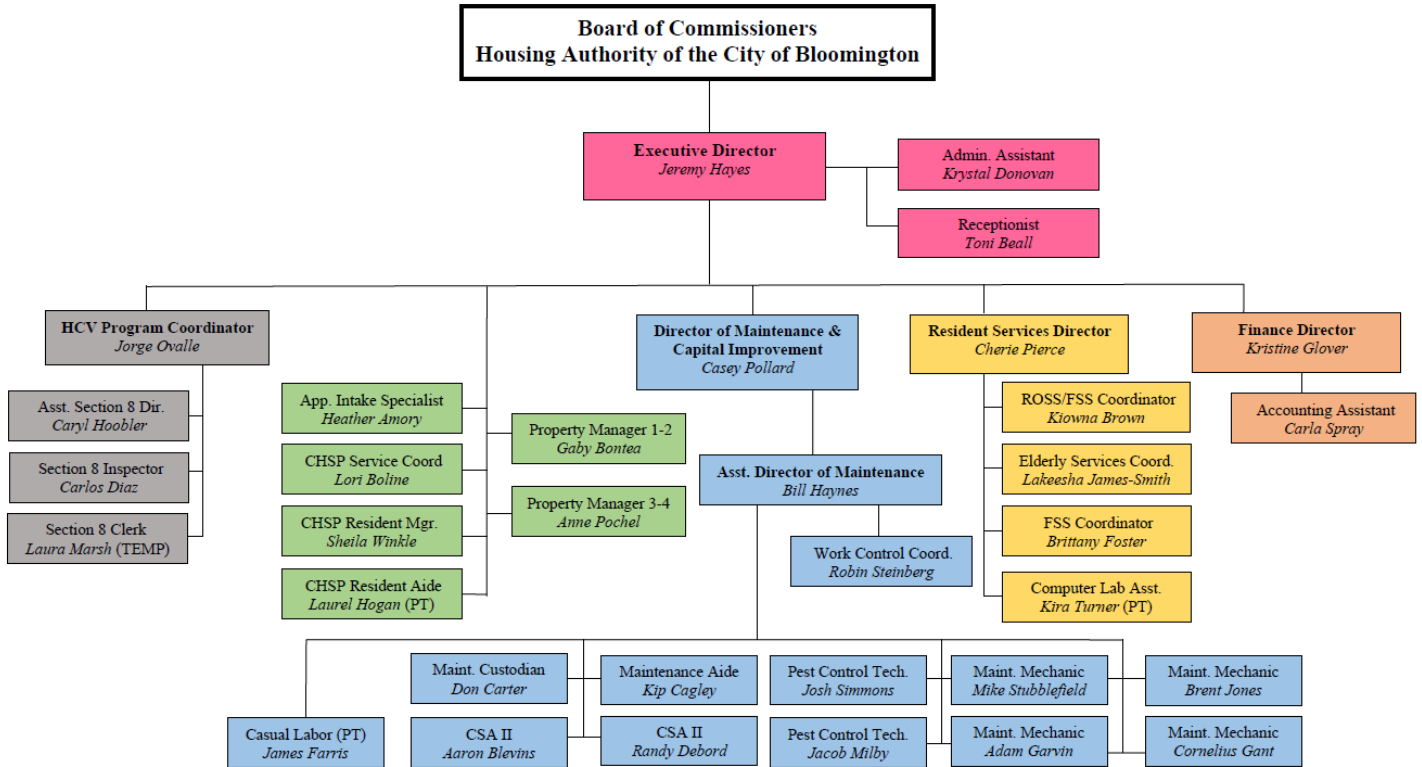 Board of Commissioners
Housing Authority of the City of Bloomington
Executive Director
Jeremy Hayes
Admin. Assistant
Krystal Donovan
Receptionist
Toni Beall
HCV Program Coordinator
Jorge Ovalle
Asst. Section 8 Dir.
Caryl Hoobler
Section 8 Inspector
Carlos Diaz
Section 8 Clerk
Laura Marsh (TEMP)
App. Intake Specialist
Heather Amory
CHSP Service Coord
Lori Boline
CHSP Resident Mgr.
Sheila Winkle
CHSP Resident Aide
Laurel Hogan (PT)
Property Manager 1-2
Gaby Bontea
Property Manager 3-4
Anne Pochel
Director of Maintenance &
Capital Improvement
Casey Pollard
Asst. Director of Maintenance
Bill Haynes
Work Control Coord.
Robin Steinberg
Resident Services Director
Cherie Pierce
ROSS/FSS Coordinator
Kiowna Brown
Elderly Services Coord.
Lakeesha James-Smith
FSS Coordinator
Brittany Foster
Computer Lab Asst.
Kira Turner (PT)
Finance Director
Kristine Glover
Accounting Assistant
Carla Spray
Casual Labor (PT)
James Farris
Maint. Custodian
Don Carter
CSA II
Aaron Blevins
Maintenance Aide
Kip Cagley
CSA II
Randy Debord
Pest Control Tech.
Josh Simmons
Pest Control Tech.
Jacob Milby
Maint. Mechanic
Mike Stubblefield
Maint. Mechanic
Adam Garvin
Maint. Mechanic
Brent Jones
Maint. Mechanic
Cornelius Gant